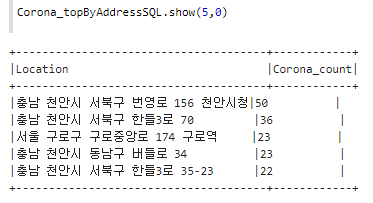 Corona_topByAddressSQL.show(5,0)
+------------------------------------+------------+
|Location                            |Corona_count|
+------------------------------------+------------+
|충남 천안시 서북구 번영로 156 천안시청|50          |
|충남 천안시 서북구 한들3로 70         |36          |
|서울 구로구 구로중앙로 174 구로역     |23          |
|충남 천안시 동남구 버들로 34          |23          |
|충남 천안시 서북구 한들3로 35-23      |22          |
+------------------------------------+------------+